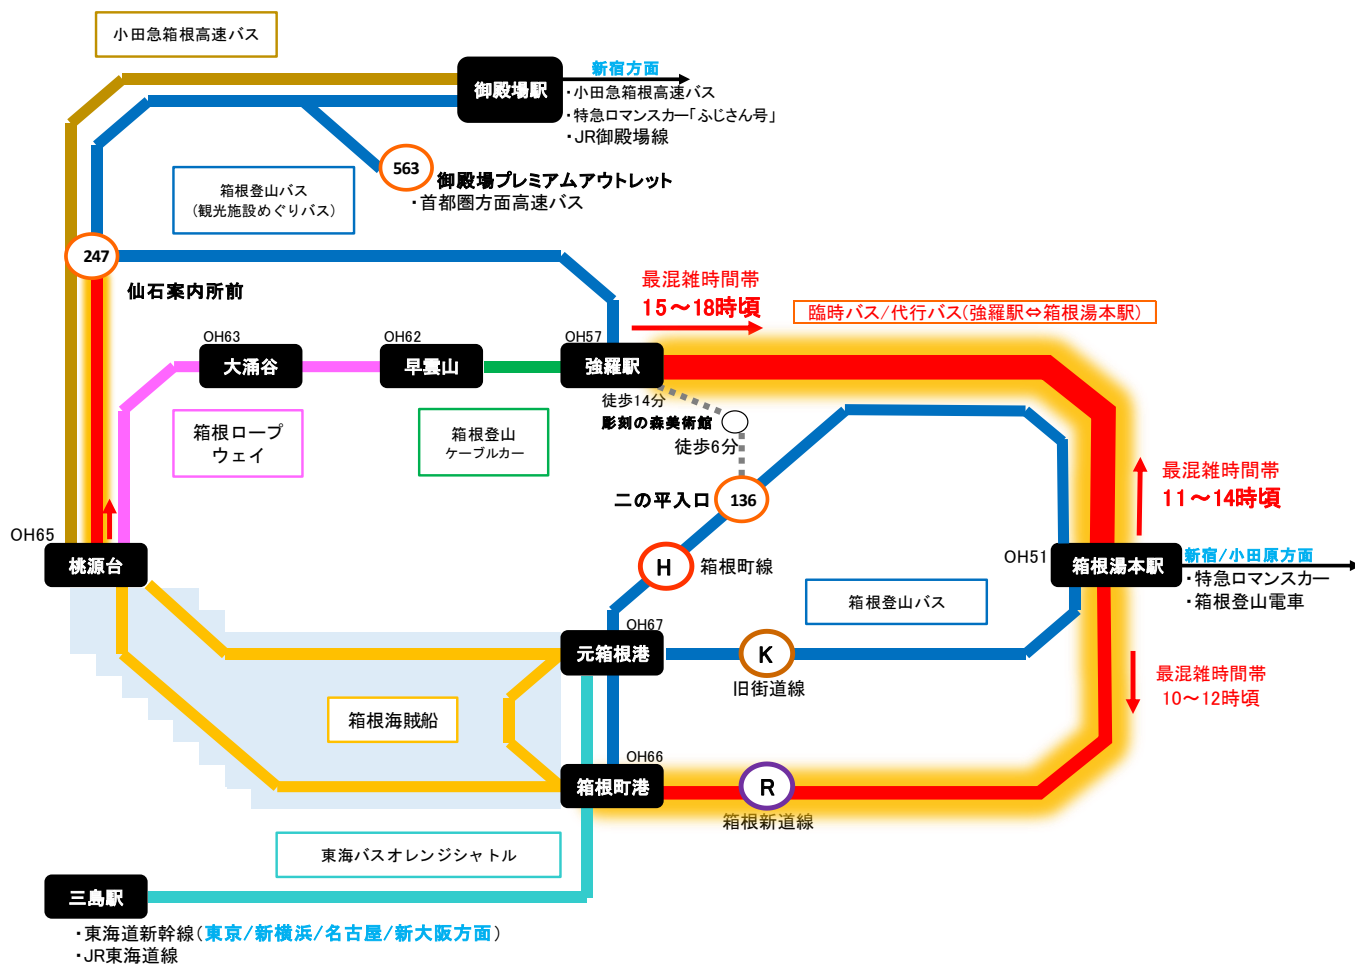 小田急箱根高速バス
御殿場駅
新宿方面
・小田急箱根高速バス
・特急ロマンスカー「ふじさん号」
・JR御殿場線
563
御殿場プレミアムアウトレット
・首都圏方面高速バス
箱根登山バス
(観光施設めぐりバス)
247
仙石案内所前
最混雑時間帯
15～18時頃
臨時バス/代行バス(強羅駅⇔箱根湯本駅)
OH63
大涌谷
OH62
早雲山
OH57
強羅駅
徒歩14分
彫刻の森美術館
徒歩6分
箱根ロープ
ウェイ
箱根登山
ケーブルカー
二の平入口
136
最混雑時間帯
11～14時頃
OH65
桃源台
H
箱根町線
OH51
箱根湯本駅
新宿/小田原方面
・特急ロマンスカー
・箱根登山電車
箱根登山バス
OH67
元箱根港
K
旧街道線
最混雑時間帯
10～12時頃
箱根海賊船
OH66
箱根町港
R
箱根新道線
東海バスオレンジシャトル
三島駅
・東海道新幹線(東京/新横浜/名古屋/新大阪方面)
・JR東海道線